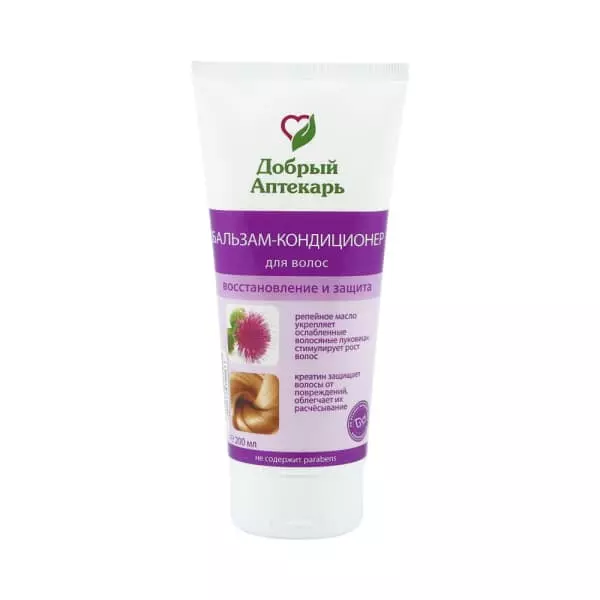 Добрый
Аптекарь
БАЛЬЗАМ-КОНДИЦИОНЕР
для волос
восстановление и защита
репейное масло
укрепляет
ослабленные
волосяные луковицы,
стимулирует рост
волос
креатин защищает
волосы от
повреждений,
облегчает их
расчёсывание
200 мл
не содержит parabens